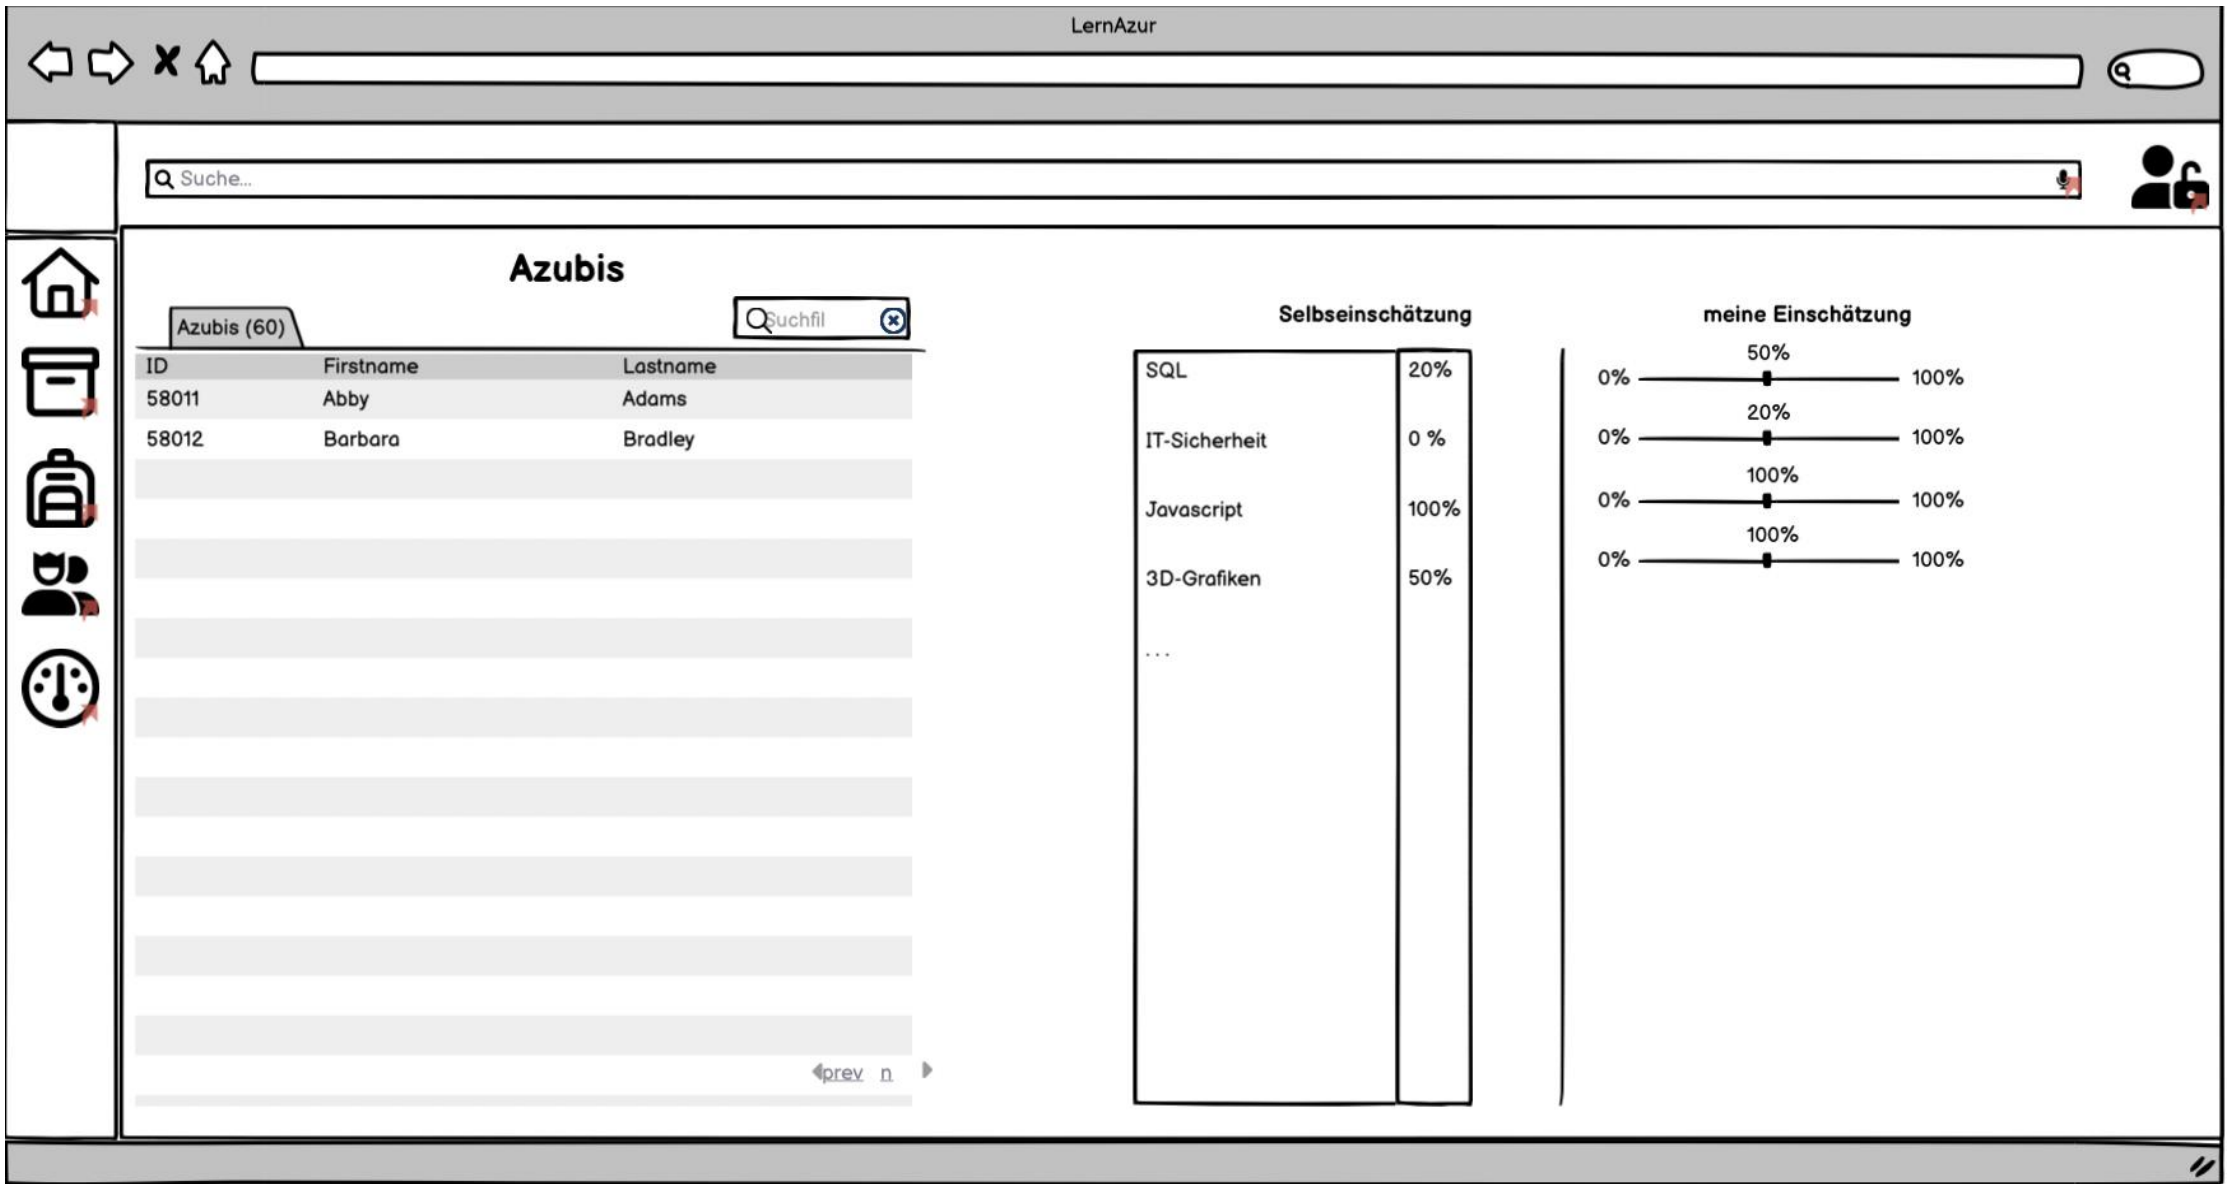 LernAzur
Suche...
Azubis
Azubis (60)
Suchfil
ID Firstname Lastname
58011 Abby Adams
58012 Barbara Bradley
prev n
Selbseinschätzung
SQL 20%
IT-Sicherheit 0 %
Javascript 100%
3D-Grafiken 50%
...
meine Einschätzung
50%
0% 100%
20%
0% 100%
100%
0% 100%
100%
0% 100%